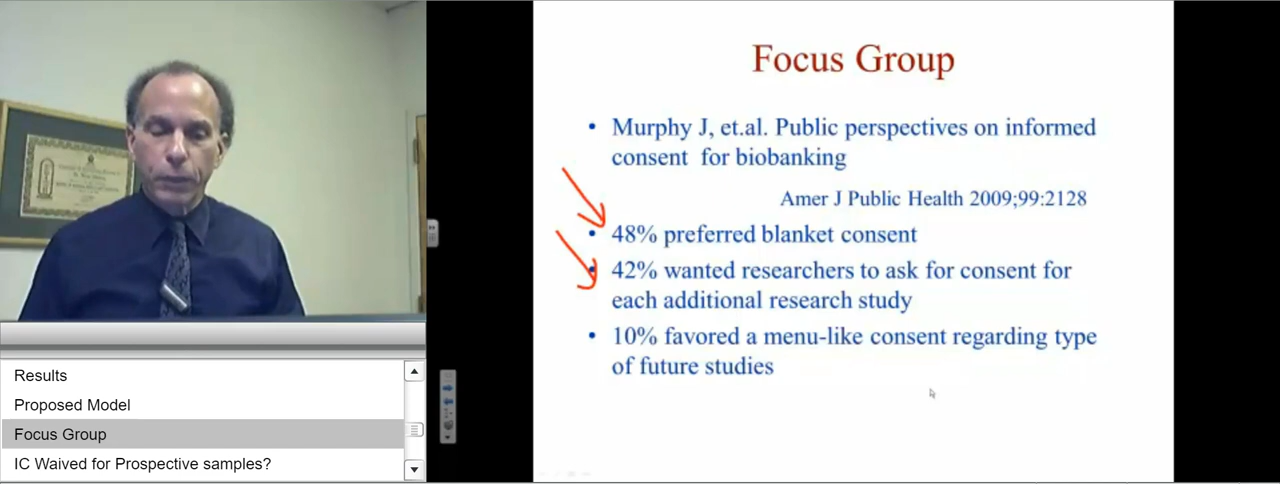 Focus Group
• Murphy J, et.al. Public perspectives on informed
consent for biobanking
Amer J Public Health 2009;99:2128
• 48% preferred blanket consent
• 42% wanted researchers to ask for consent for
each additional research study
• 10% favored a menu-like consent regarding type
of future studies
Results
Proposed Model
Focus Group
IC Waived for Prospective samples?